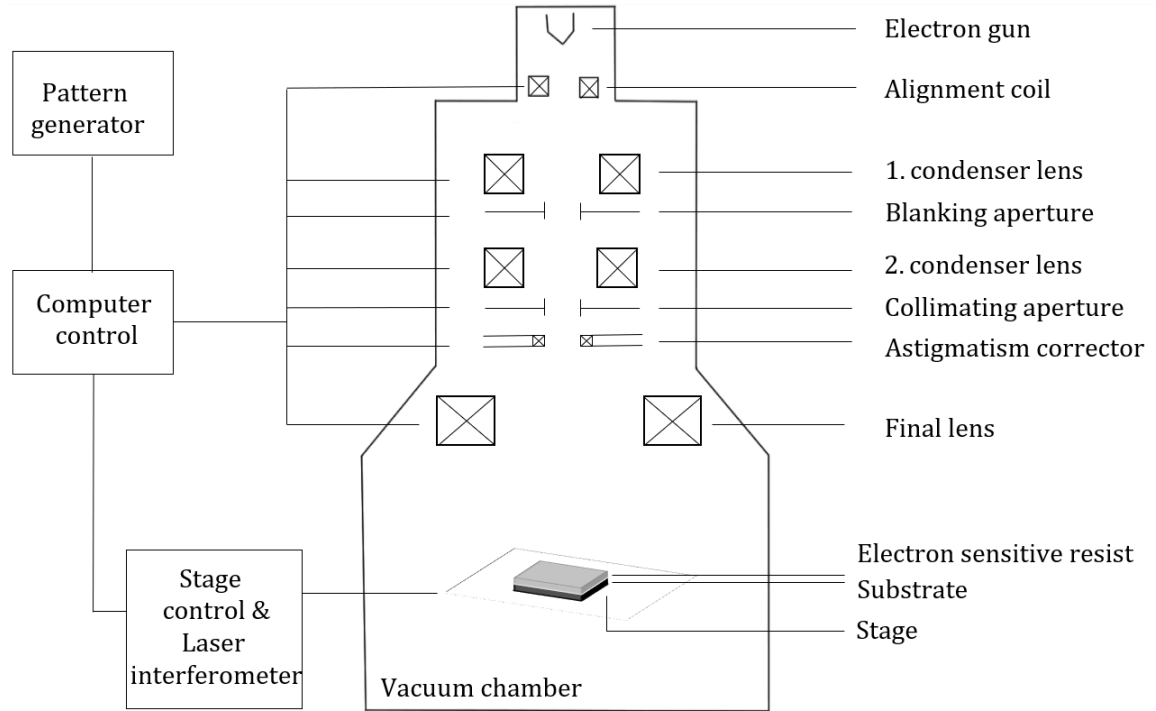 Pattern
generator
Computer
control
Stage
control &
Laser
interferometer
Vacuum chamber
Electron gun
Alignment coil
1. condenser lens
Blanking aperture
2. condenser lens
Collimating aperture
Astigmatism corrector
Final lens
Electron sensitive resist
Substrate
Stage